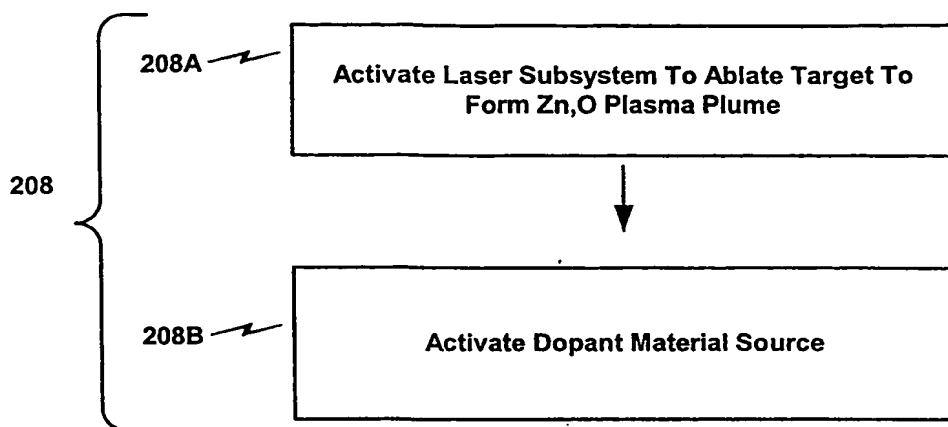 208A
Activate Laser Subsystem To Ablate Target To
Form Zn,O Plasma Plume
208
208B
Activate Dopant Material Source